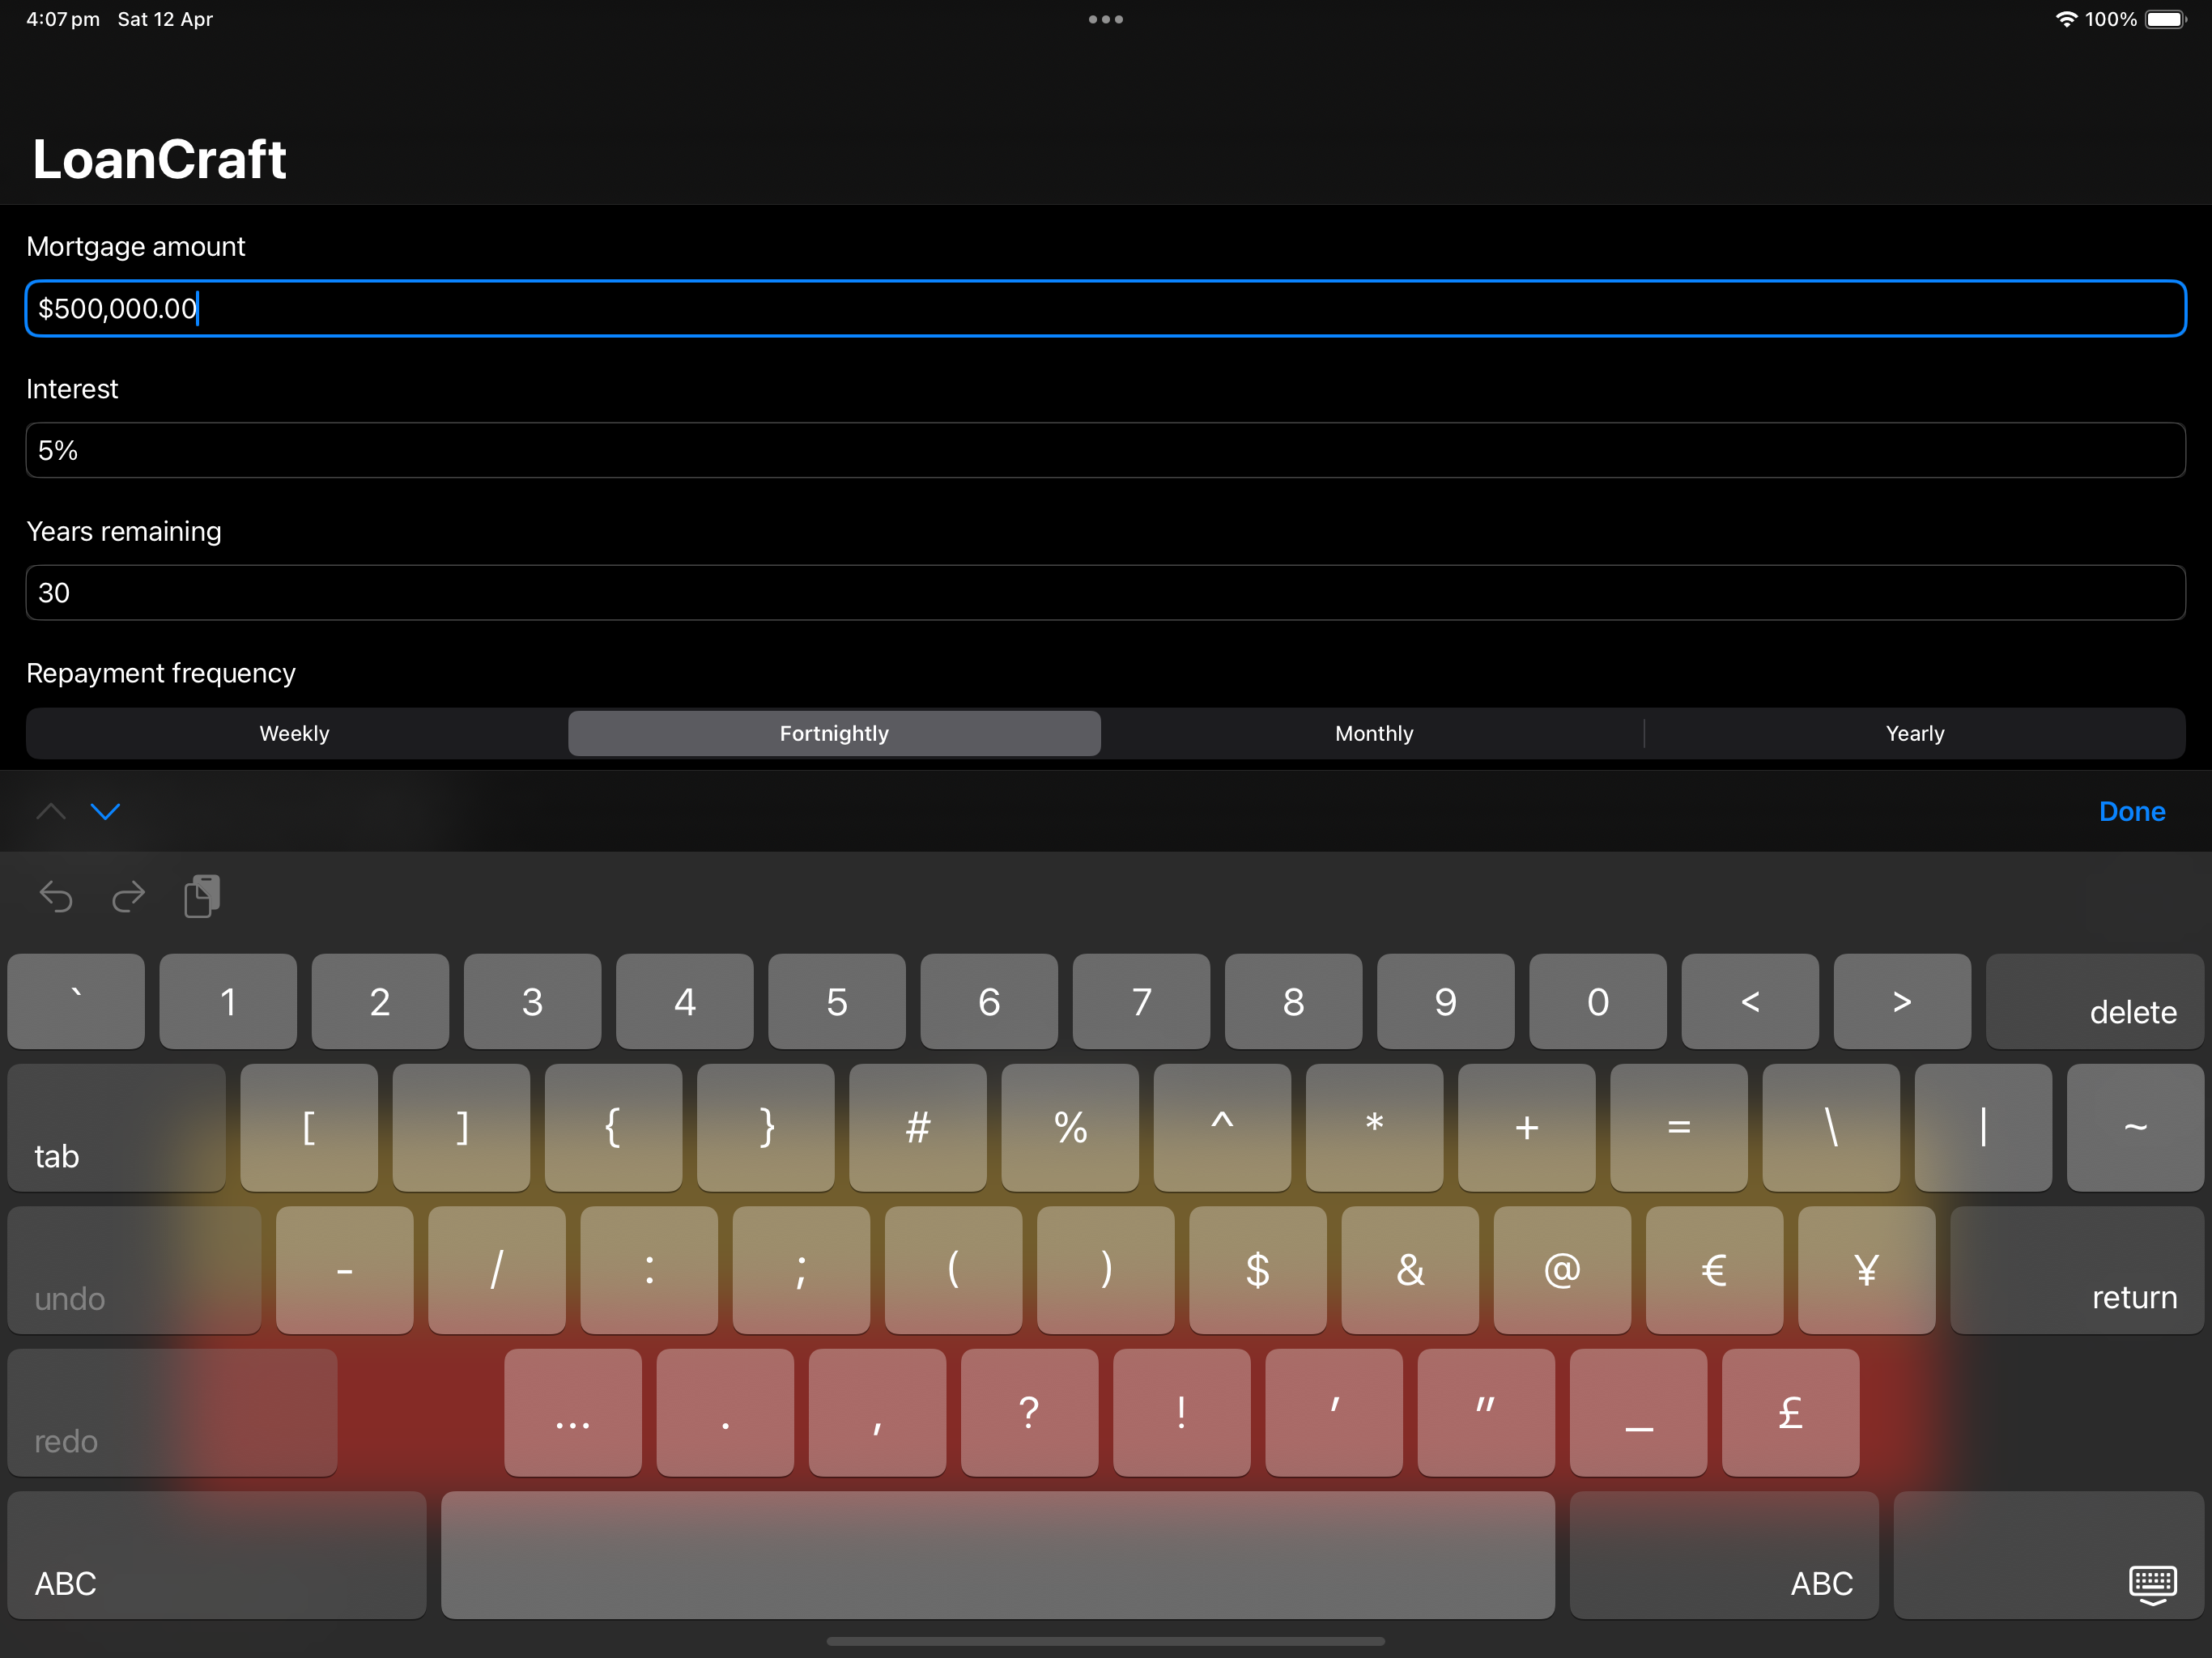 4:07 pm Sat 12 Apr 100%
LoanCraft
Mortgage amount
$500,000.00
Interest
5%
Years remaining
30
Repayment frequency
Weekly Fortnightly Monthly Yearly
Done
` 1 2 3 4 5 6 7 8 9 0 < > delete
tab [ ] { } # % ^ * + = \ | ~
undo - / : ; ( ) $ & @ € ¥ return
redo … . , ? ! ' " _ £
ABC ABC